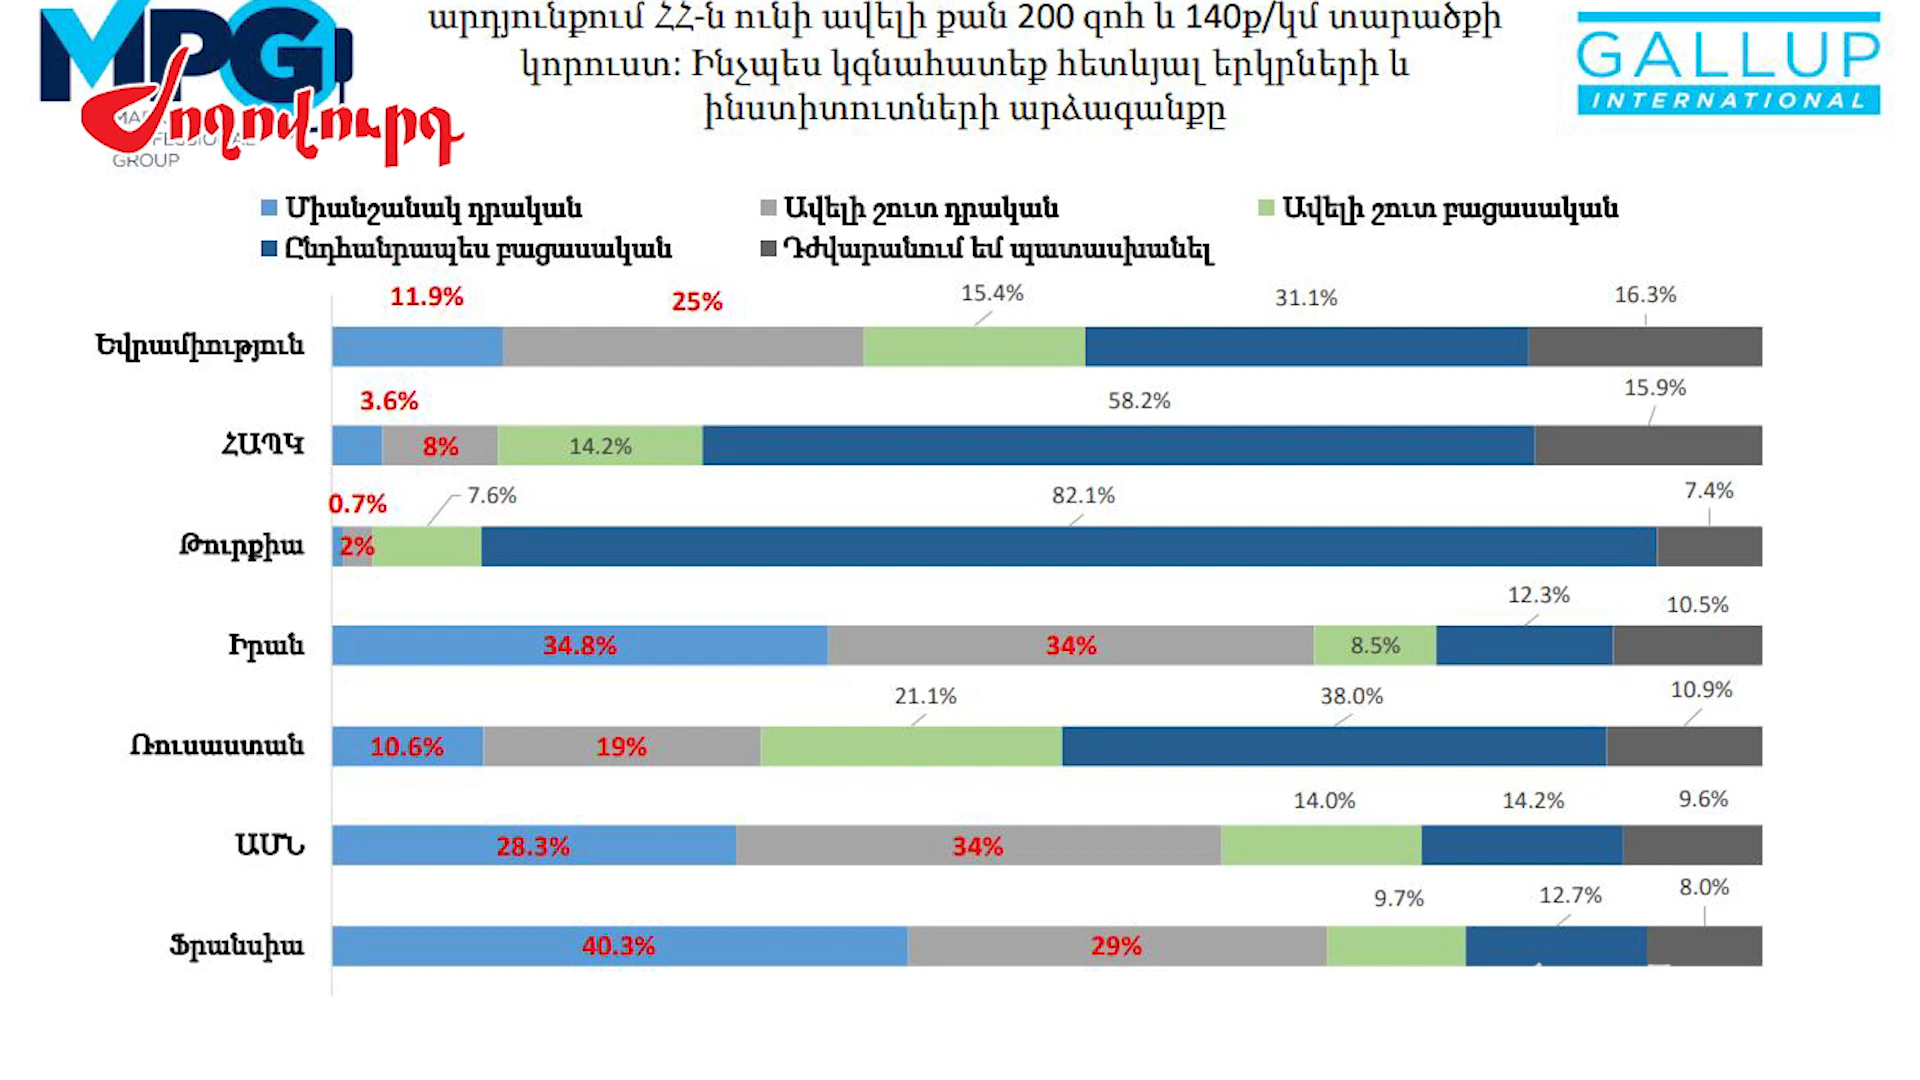 MPG
Ժողովուրդ
GROUP
արդյունքում ՀՀ-ն ունի ավելի քան 200 զոհ և 140ք/կմ տարածքի
կորուստ: Ինչպես կգնահատեք հետևյալ երկրների և
ինստիտուտների արձագանքը
GALLUP
INTERNATIONAL
Միանշանակ դրական
Ավելի շուտ դրական
Ավելի շուտ բացասական
Ընդհանրապես բացասական
Դժվարանում եմ պատասխանել
11.9% 25% 15.4% 31.1% 16.3%
Եվրամիություն
3.6% 58.2% 15.9%
ՀԱՊԿ 8% 14.2%
0.7% 7.6% 82.1% 7.4%
Թուրքիա 2%
12.3% 10.5%
Իրան 34.8% 34% 8.5%
21.1% 38.0% 10.9%
Ռուսաստան 10.6% 19%
14.0% 14.2% 9.6%
ԱՄՆ 28.3% 34%
9.7% 12.7% 8.0%
Ֆրանսիա 40.3% 29%